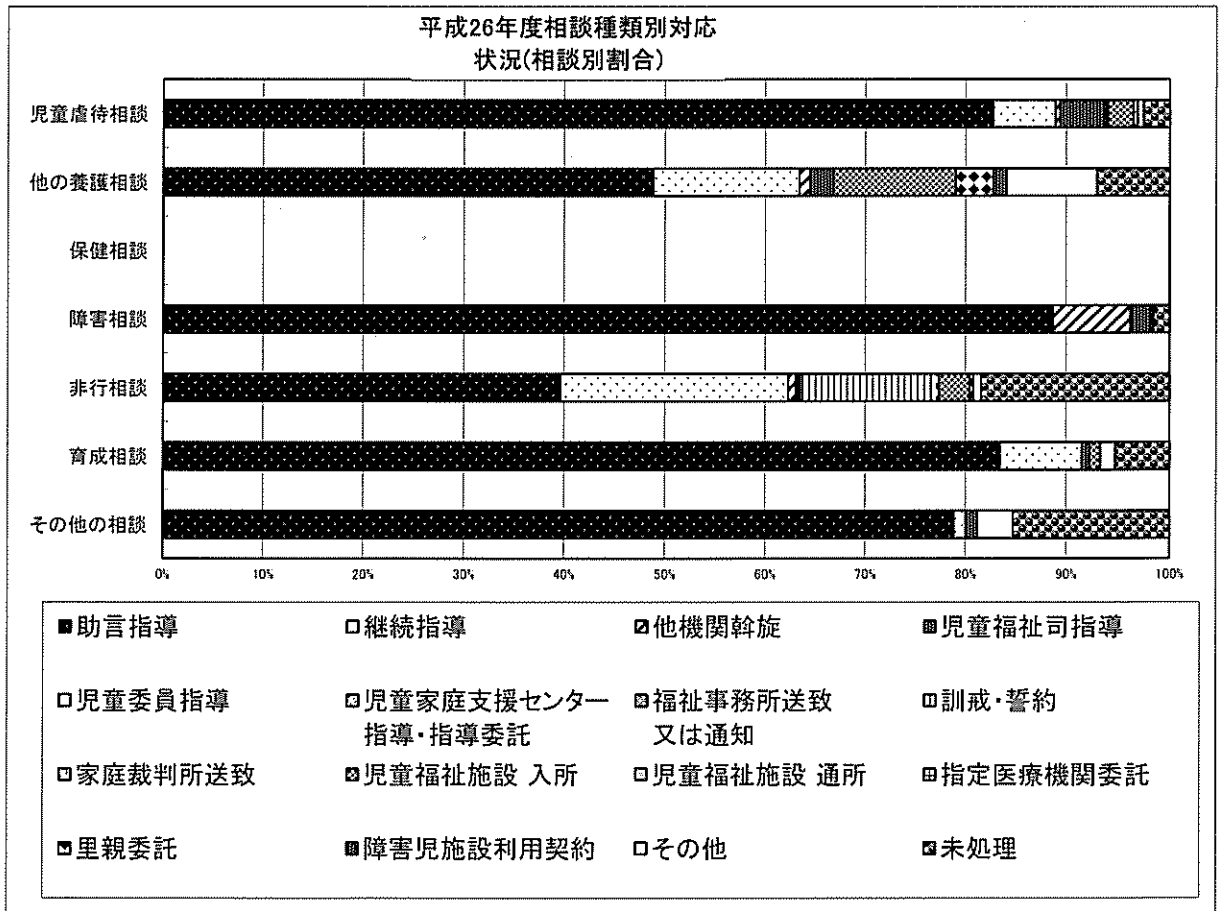 平成26年度相談種類別対応
状況(相談別割合)
児童虐待相談
他の養護相談
保健相談
障害相談
非行相談
育成相談
その他の相談
0% 10% 20% 30% 40% 50% 60% 70% 80% 90% 100%
助言指導 継続指導 他機関斡旋 児童福祉司指導
児童委員指導 児童家庭支援センター 福祉事務所送致 訓戒・誓約
指導・指導委託 又は通知
家庭裁判所送致 児童福祉施設 入所 児童福祉施設 通所 指定医療機関委託
里親委託 障害児施設利用契約 その他 未処理